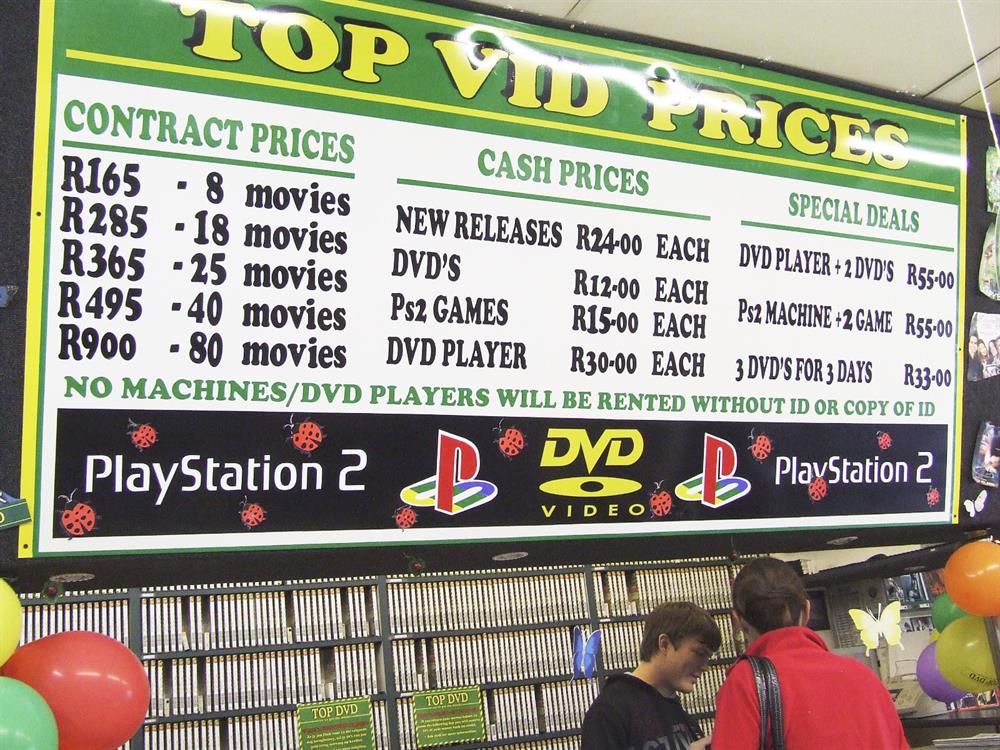 TOP VID PRICES
CONTRACT PRICES
R165 - 8 movies
R285 - 18 movies
R365 - 25 movies
R495 - 40 movies
R900 - 80 movies
CASH PRICES
NEW RELEASES R24-00 EACH
DVD'S R12-00 EACH
Ps2 GAMES R15-00 EACH
DVD PLAYER R30-00 EACH
SPECIAL DEALS
DVD PLAYER + 2 DVD'S R55-00
Ps2 MACHINE +2 GAME R55-00
3 DVD'S FOR 3 DAYS R33-00
NO MACHINES/DVD PLAYERS WILL BE RENTED WITHOUT ID OR COPY OF ID
PlayStation 2
DVD
VIDEO
PlayStation 2
TOP DVD
TOP DVD